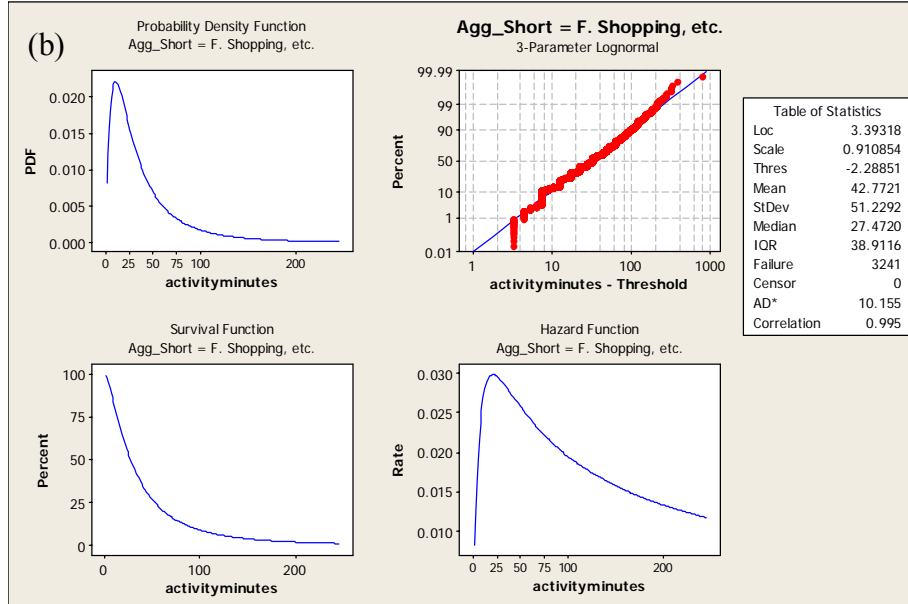 (b)
Probability Density Function
Agg_Short = F. Shopping, etc.
0.020
0.015
0.010
0.005
0.000
PDF
0 25 50 75 100 200
activityminutes
Agg_Short = F. Shopping, etc.
3-Parameter Lognormal
99.99
99
90
50
10
1
0.01
Percent
1 10 100 1000
activityminutes - Threshold
Table of Statistics
Loc 3.39318
Scale 0.910854
Thres -2.28851
Mean 42.7721
StDev 51.2292
Median 27.4720
IQR 38.9116
Failure 3241
Censor 0
AD* 10.155
Correlation 0.995
Survival Function
Agg_Short = F. Shopping, etc.
100
75
50
25
0
Percent
0 100 200
activityminutes
Hazard Function
Agg_Short = F. Shopping, etc.
0.030
0.025
0.020
0.015
0.010
Rate
0 25 50 75 100 200
activityminutes